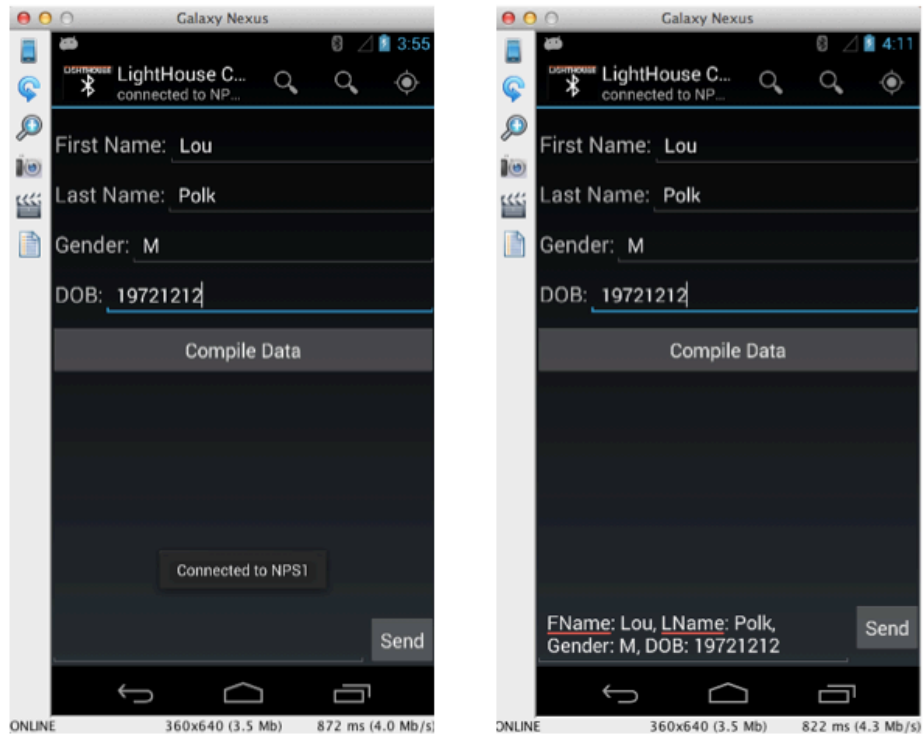 Galaxy Nexus
3:55
LIGHTHOUSE
LightHouse C...
connected to NP...
First Name: Lou
Last Name: Polk
Gender: M
DOB: 19721212
Compile Data
Connected to NPS1
Send
ONLINE 360x640 (3.5 Mb) 872 ms (4.0 Mb/s)
Galaxy Nexus
4:11
LIGHTHOUSE
LightHouse C...
connected to NP...
First Name: Lou
Last Name: Polk
Gender: M
DOB: 19721212
Compile Data
FName: Lou, LName: Polk,
Gender: M, DOB: 19721212
Send
ONLINE 360x640 (3.5 Mb) 822 ms (4.3 Mb/s)